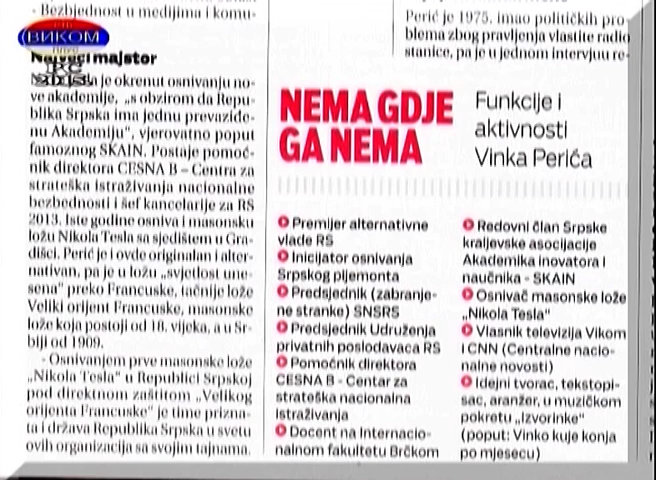 - Bezbjednost u medijima i komu-
ВИКОМ
Najveći majstor
je okrenut osnivanju no-
ve akademije, „s obzirom da Repu-
blika Srpska ima jednu prevaziđe-
nu Akademiju", vjerovatno poput
famoznog SKAIN. Postaje pomoć-
nik direktora CESNA B – Centra za
strateška istraživanja nacionalne
bezbednosti i šef kancelarije za RS
2013. Iste godine osniva i masonsku
ložu Nikola Tesla sa sjedištem u Gra-
dišci. Perić je i ovde originalan i alter-
nativan, pa je u ložu „svjetlost une-
sena" preko Francuske, tačnije lože
Veliki orijent Francuske, masonske
lože koja postoji od 18. vijeka, a u Sr-
biji od 1909.
- Osnivanjem prve masonske lože
„Nikola Tesla" u Republici Srpskoj
pod direktnom zaštitom „Velikog
orijenta Francuske" je time prizna-
ta i država Republika Srpska u svetu
ovih organizacija sa svojim tajnama.
Perić je 1975. imao političkih pro-
blema zbog pravljenja vlastite radio
stanice, pa je u jednom intervjuu re-
NEMA GDJE
GA NEMA
Funkcije i
aktivnosti
Vinka Perića
Premijer alternativne
vlade RS
Inicijator osnivanja
Srpskog pijemonta
Predsjednik (zabranje-
ne stranke) SNSRS
Predsjednik Udruženja
privatnih poslodavaca RS
Pomoćnik direktora
CESNA B - Centar za
strateška nacionalna
istraživanja
Docent na Internacio-
nalnom fakultetu Brčkom
Redovni član Srpske
kraljevske asocijacije
Akademika inovatora i
naučnika - SKAIN
Osnivač masonske lože
„Nikola Tesla"
Vlasnik televizija Vikom
i CNN (Centralne nacio-
nalne novosti)
Idejni tvorac, tekstopi-
sac, aranžer, u muzičkom
pokretu „Izvorinke"
(poput: Vinko kuje konja
po mjesecu)